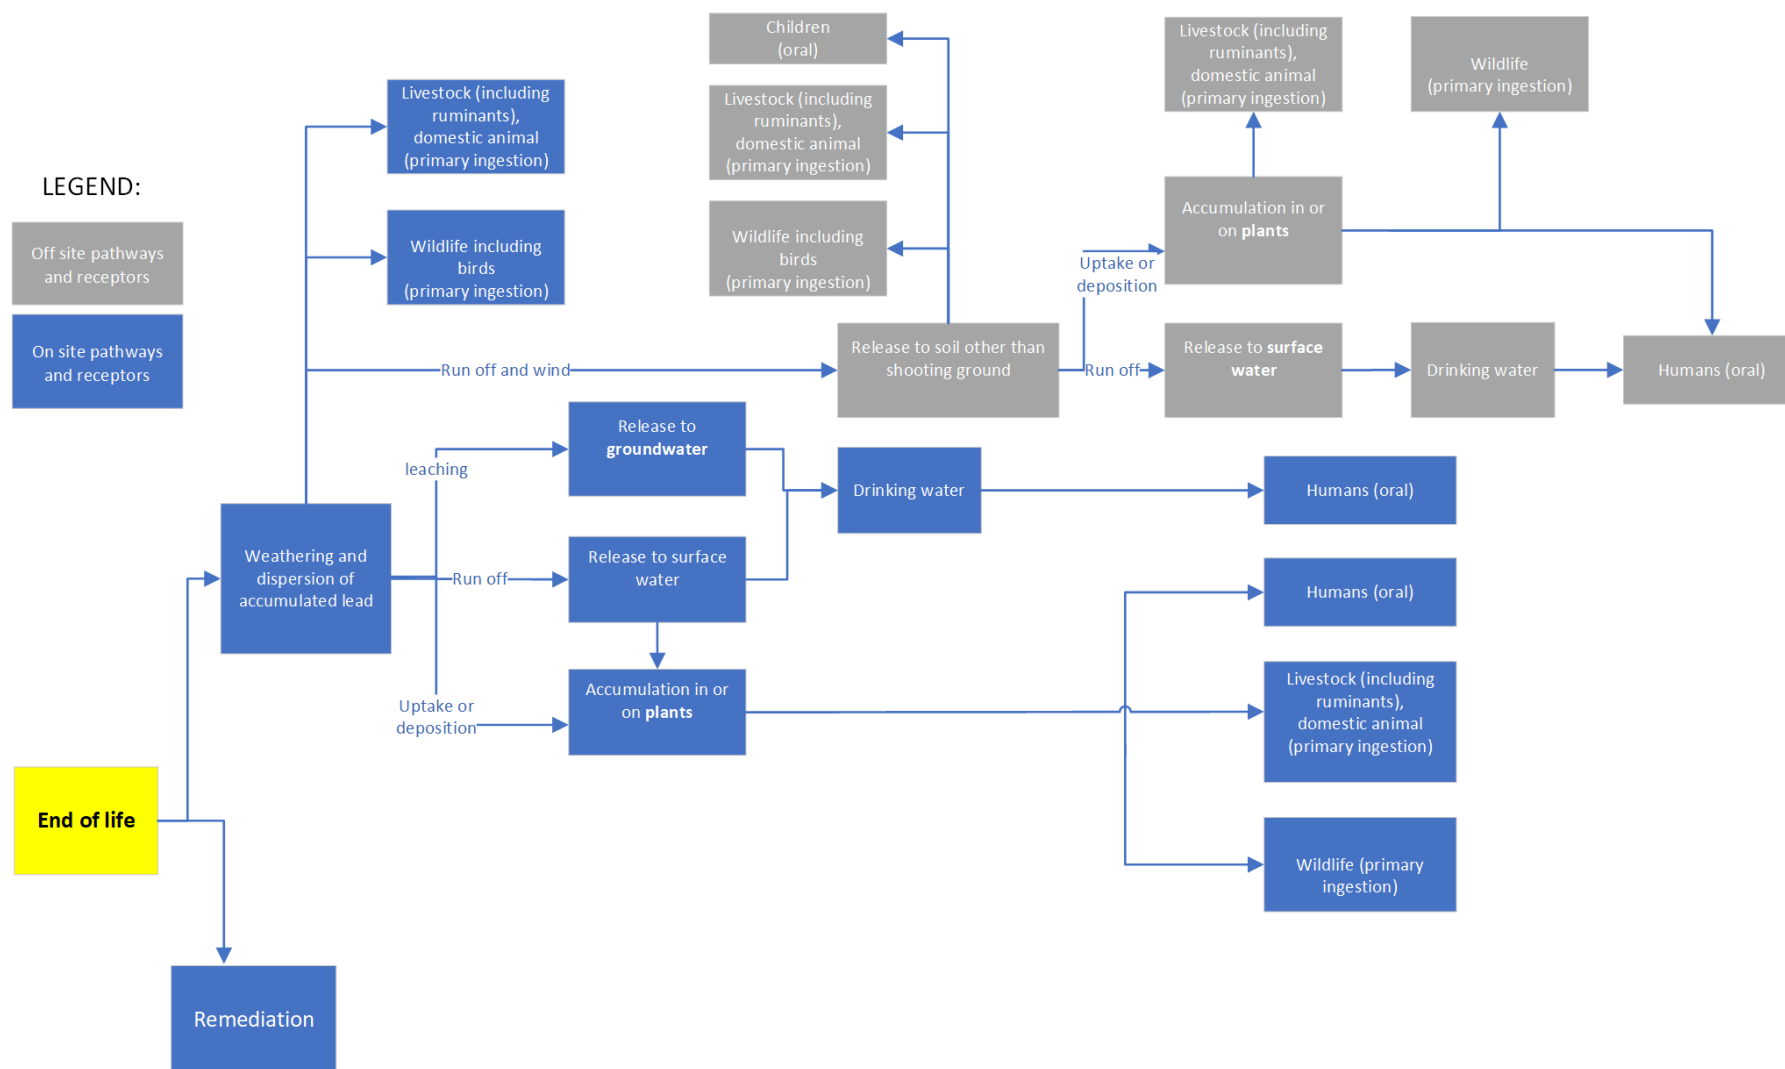 Children
(oral)
Livestock (including
ruminants),
domestic animal
(primary ingestion)
Wildlife
(primary ingestion)
Livestock (including
ruminants),
domestic animal
(primary ingestion)
Livestock (including
ruminants),
domestic animal
(primary ingestion)
LEGEND:
Off site pathways
and receptors
On site pathways
and receptors
Wildlife including
birds
(primary ingestion)
Wildlife including
birds
(primary ingestion)
Accumulation in or
on plants
Uptake or
deposition
Run off and wind
Release to soil other than
shooting ground
Run off
Release to surface
water
Drinking water
Humans (oral)
leaching
Release to
groundwater
Drinking water
Humans (oral)
Weathering and
dispersion of
accumulated lead
Run off
Release to surface
water
Humans (oral)
Uptake or
deposition
Accumulation in or
on plants
Livestock (including
ruminants),
domestic animal
(primary ingestion)
End of life
Wildlife (primary
ingestion)
Remediation